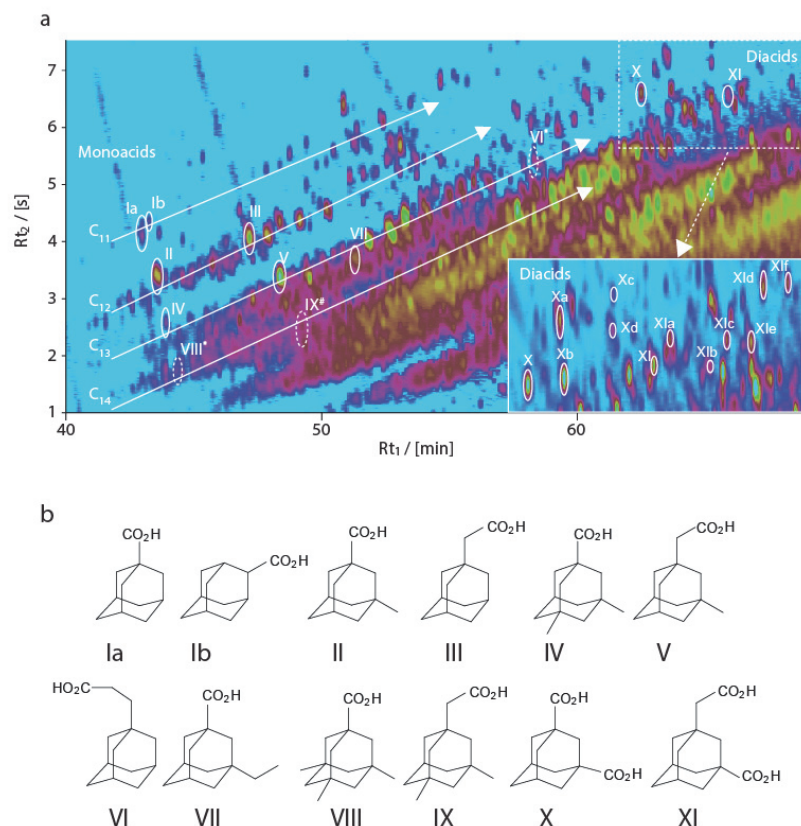 a
Diacids
X
XI
Monoacids
VI*
Ia
Ib
III
C11
II
V
VII
C12
IV
IX#
C13
VIII*
C14
Diacids
Xc
XId
XIf
Xa
Xd
XIa
XIc
XIe
X
Xb
XI
XIb
7
6
5
4
3
2
1
Rt2 / [s]
40
50
60
Rt1 / [min]
b
CO2H
CO2H
CO2H
CO2H
CO2H
CO2H
Ia
Ib
II
III
IV
V
HO2C
CO2H
CO2H
CO2H
CO2H
CO2H
CO2H
CO2H
VI
VII
VIII
IX
X
XI